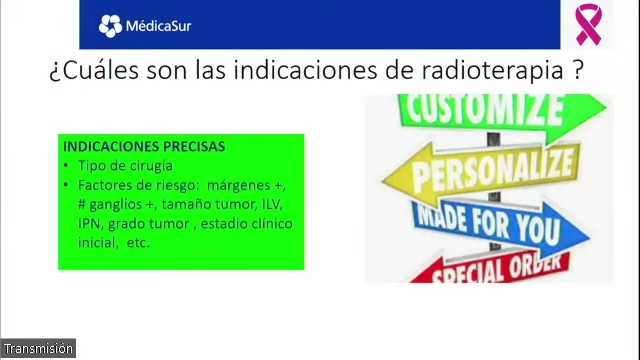 MédicaSur
¿Cuáles son las indicaciones de radioterapia ?
INDICACIONES PRECISAS
• Tipo de cirugía
• Factores de riesgo: márgenes +,
# ganglios +, tamaño tumor, ILV,
IPN, grado tumor , estadio clínico
inicial, etc.
CUSTOMIZE
PERSONALIZE
MADE FOR YOU
SPECIAL ORDER
Transmisión